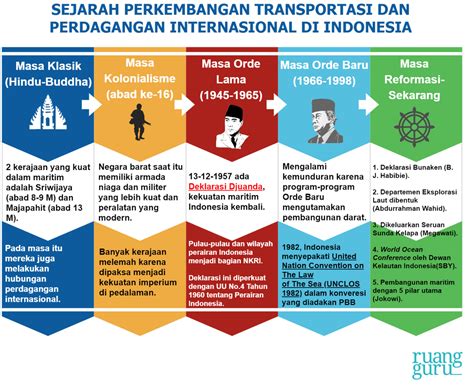 SEJARAH PERKEMBANGAN TRANSPORTASI DAN
PERDAGANGAN INTERNASIONAL DI INDONESIA
Masa Klasik
(Hindu-Buddha)
2 kerajaan yang kuat
dalam maritim
adalah Sriwijaya
(abad 8-9 M) dan
Majapahit (abad 13
M).
Pada masa itu
mereka juga
melakukan
hubungan
perdagangan
internasional.
Masa
Kolonialisme
(abad ke-16)
Negara barat saat itu
memiliki armada
niaga dan militer
yang lebih kuat dan
peralatan yang
modern.
Banyak kerajaan
melemah karena
dipaksa menjadi
kekuatan imperium
di pedalaman.
Masa Orde
Lama
(1945-1965)
13-12-1957 ada
Deklarasi Djuanda,
kekuatan maritim
Indonesia kembali.
Pulau-pulau dan wilayah
perairan Indonesia
menjadi bagian NKRI.
Deklarasi ini diperkuat
dengan UU No.4 Tahun
1960 tentang Perairan
Indonesia.
Masa Orde Baru
(1966-1998)
Mengalami
kemunduran karena
program-program
Orde Baru
mengutamakan
pembangunan darat.
1982, Indonesia
menyepakati United
Nation Convention on
The Law
of The Sea (UNCLOS
1982) dalam konversi
yang diadakan PBB
Masa
Reformasi-
Sekarang
1. Deklarasi Bunaken (B.
J. Habibie).
2. Departemen Eksplorasi
Laut dibentuk
(Abdurrahman Wahid).
3. Dikeluarkan Seruan
Sunda Kelapa (Megawati).
4. World Ocean
Conference oleh Dewan
Kelautan Indonesia(SBY).
5. Pembangunan maritim
dengan 5 pilar utama
(Jokowi).
ruang
guru